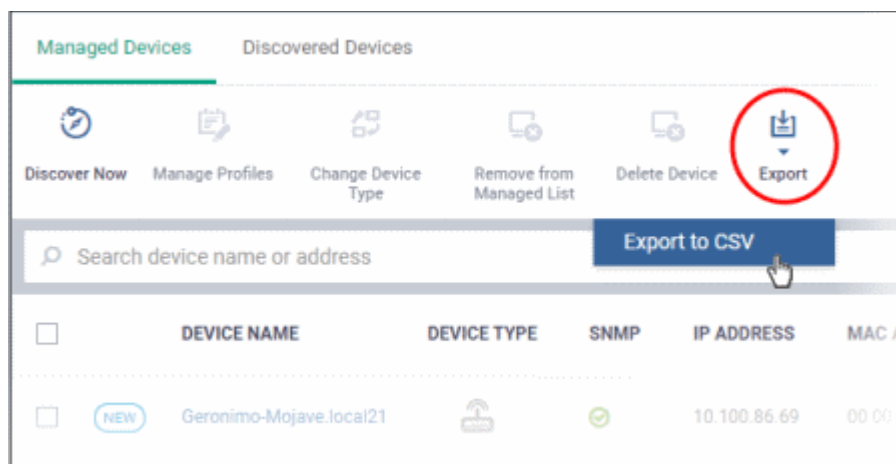 Managed Devices Discovered Devices
Discover Now Manage Profiles Change Device Type Remove from Managed List Delete Device Export
Export to CSV
Search device name or address
DEVICE NAME DEVICE TYPE SNMP IP ADDRESS MAC
NEW Geronimo-Mojave.local21 10.100.86.69 00